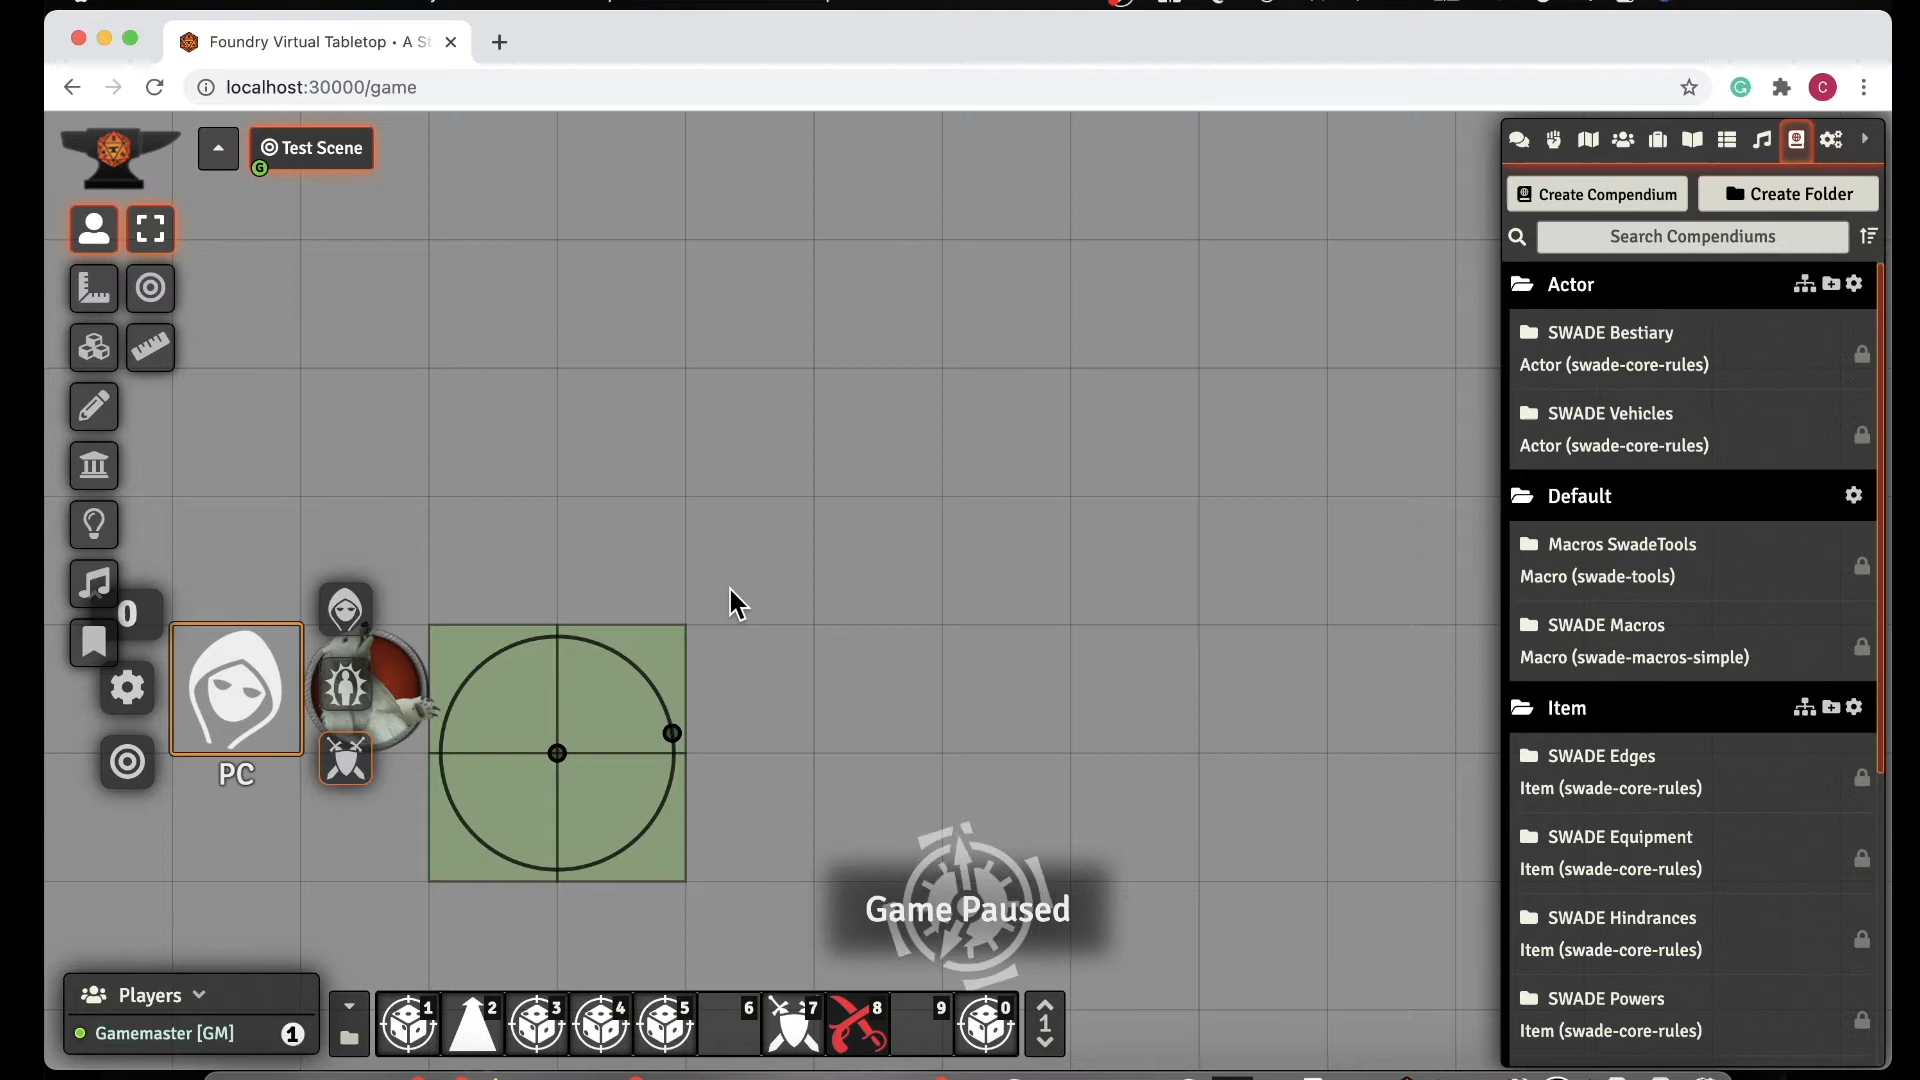 Foundry Virtual Tabletop • A St
localhost:30000/game
C
Test Scene
G
Create Compendium
Create Folder
Search Compendiums
Actor
SWADE Bestiary
Actor (swade-core-rules)
SWADE Vehicles
Actor (swade-core-rules)
Default
Macros SwadeTools
Macro (swade-tools)
SWADE Macros
Macro (swade-macros-simple)
Item
SWADE Edges
Item (swade-core-rules)
SWADE Equipment
Item (swade-core-rules)
SWADE Hindrances
Item (swade-core-rules)
SWADE Powers
Item (swade-core-rules)
0
PC
Game Paused
Players
Gamemaster [GM] 1
1 2 3 4 5 6 7 8 9 0
1